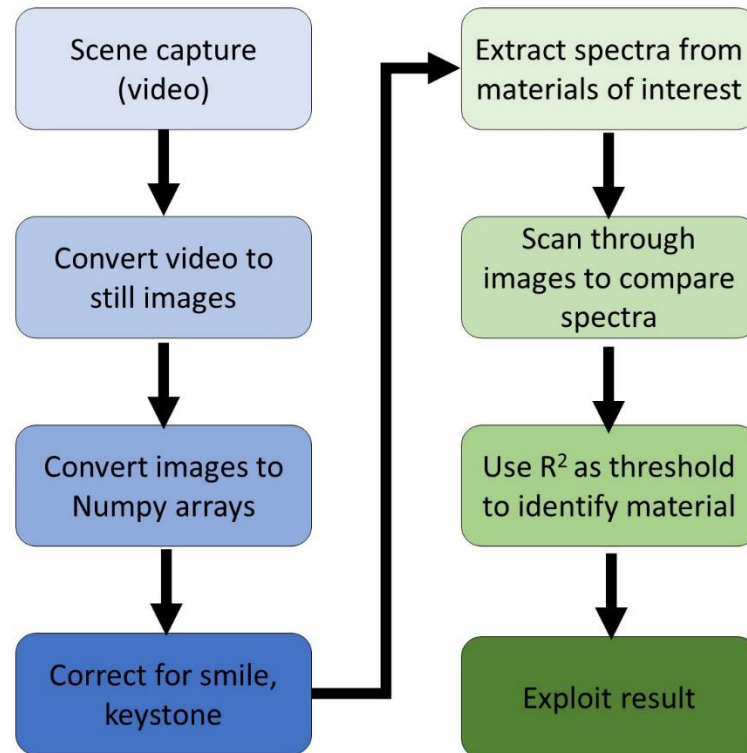 Scene capture
(video)
Convert video to
still images
Convert images to
Numpy arrays
Correct for smile,
keystone
Extract spectra from
materials of interest
Scan through
images to compare
spectra
Use R² as threshold
to identify material
Exploit result